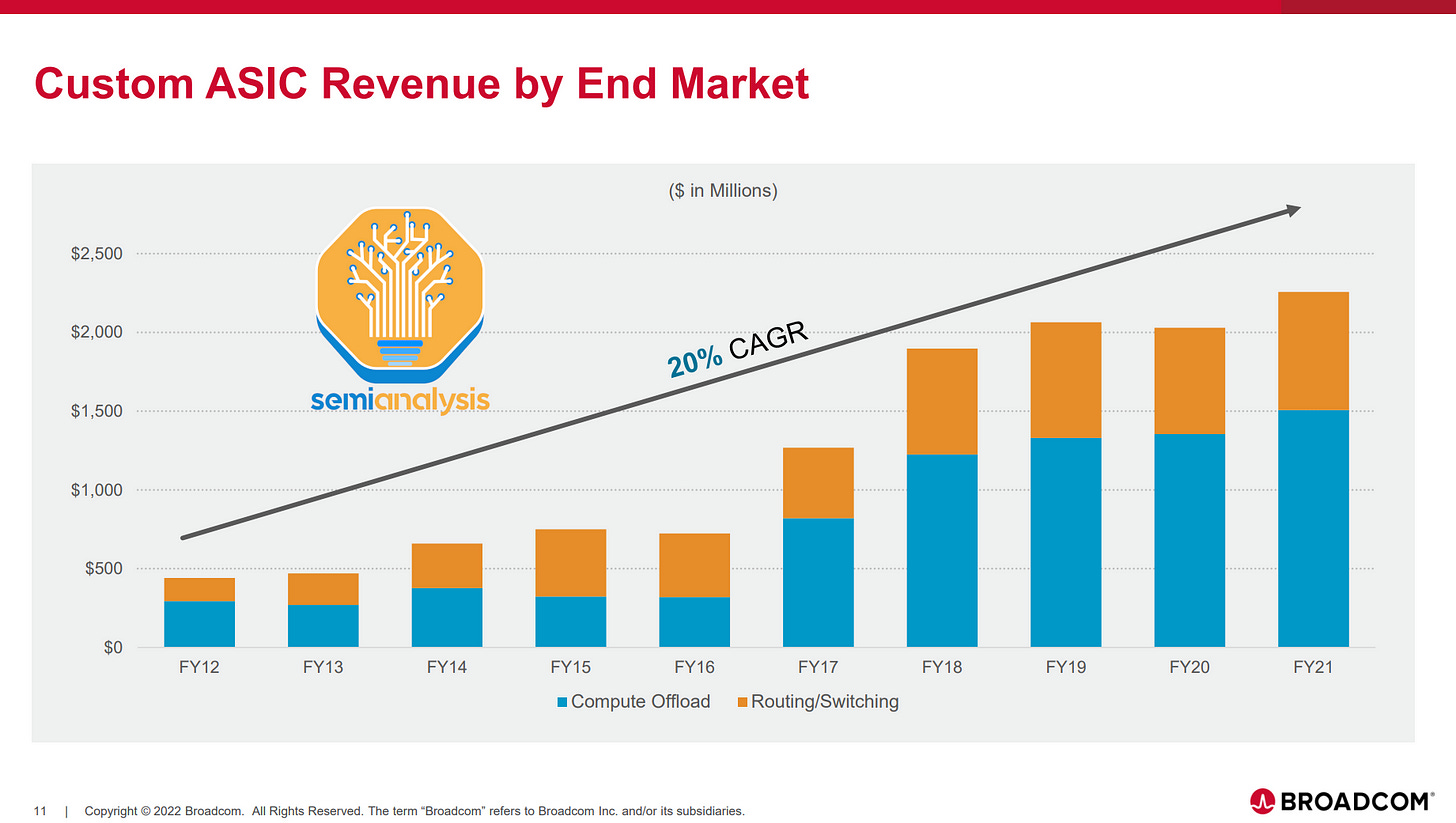 Custom ASIC Revenue by End Market
($ in Millions)
$2,500
$2,000
$1,500
$1,000
$500
$0
semianalysis
20% CAGR
FY12
FY13
FY14
FY15
FY16
FY17
FY18
FY19
FY20
FY21
Compute Offload
Routing/Switching
11 | Copyright © 2022 Broadcom. All Rights Reserved. The term “Broadcom” refers to Broadcom Inc. and/or its subsidiaries.
BROADCOM®